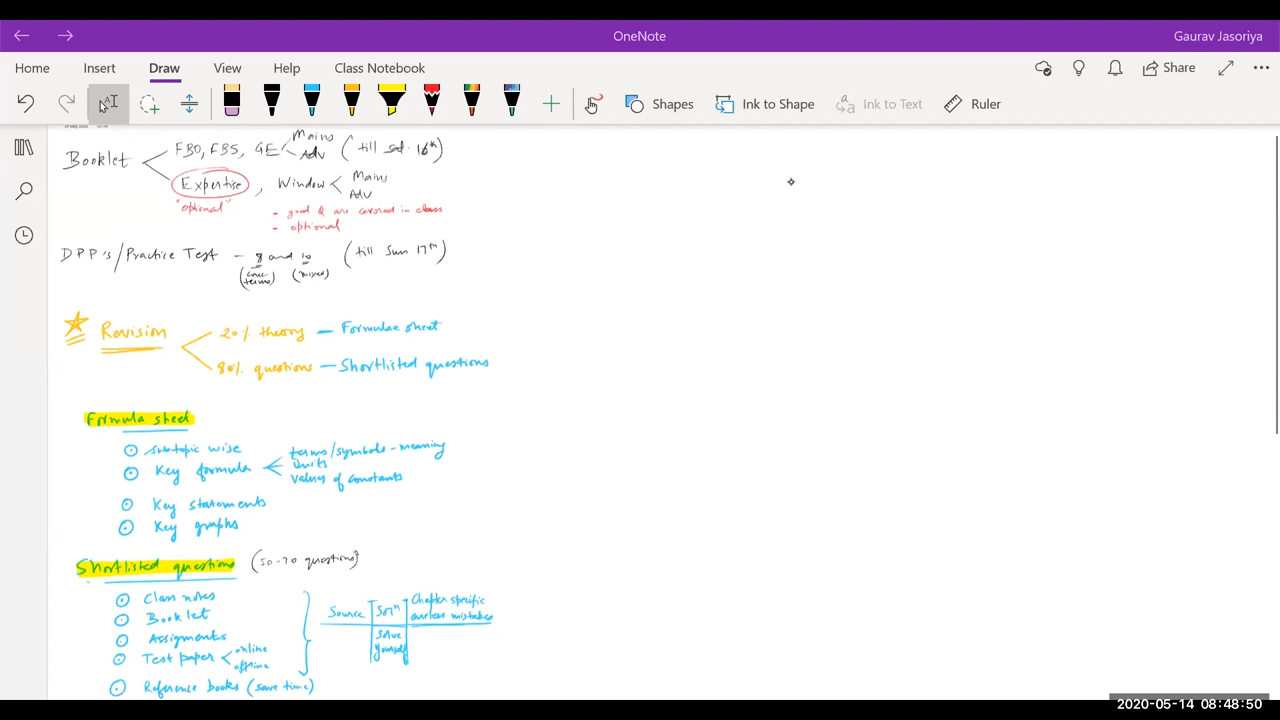 OneNote
Gaurav Jasoriya
Home Insert Draw View Help Class Notebook Share
Shapes Ink to Shape Ink to Text Ruler
Booklet
FBO, FBS, GE Mains Adv (till sat. 16th)
Expertise, Window Mains Adv
"optional"
- good Q are covered in class
- optional
DPP's/Practice Test - 8 and 10 (till Sun 17th)
(conc terms) (mixed)
Revision
20% theory - Formulae sheet
80% questions - Shortlisted questions
Formula sheet
Subtopic wise
Key formula
terms/symbols - meaning
units
values of constants
Key statements
Key graphs
Shortlisted questions (50-70 questions)
Class notes
Booklet
Assignments
Test paper online offline
Reference books (save time)
Source Solⁿ Chapter specific
mistakes
Solve
yourself
2020-05-14 08:48:50